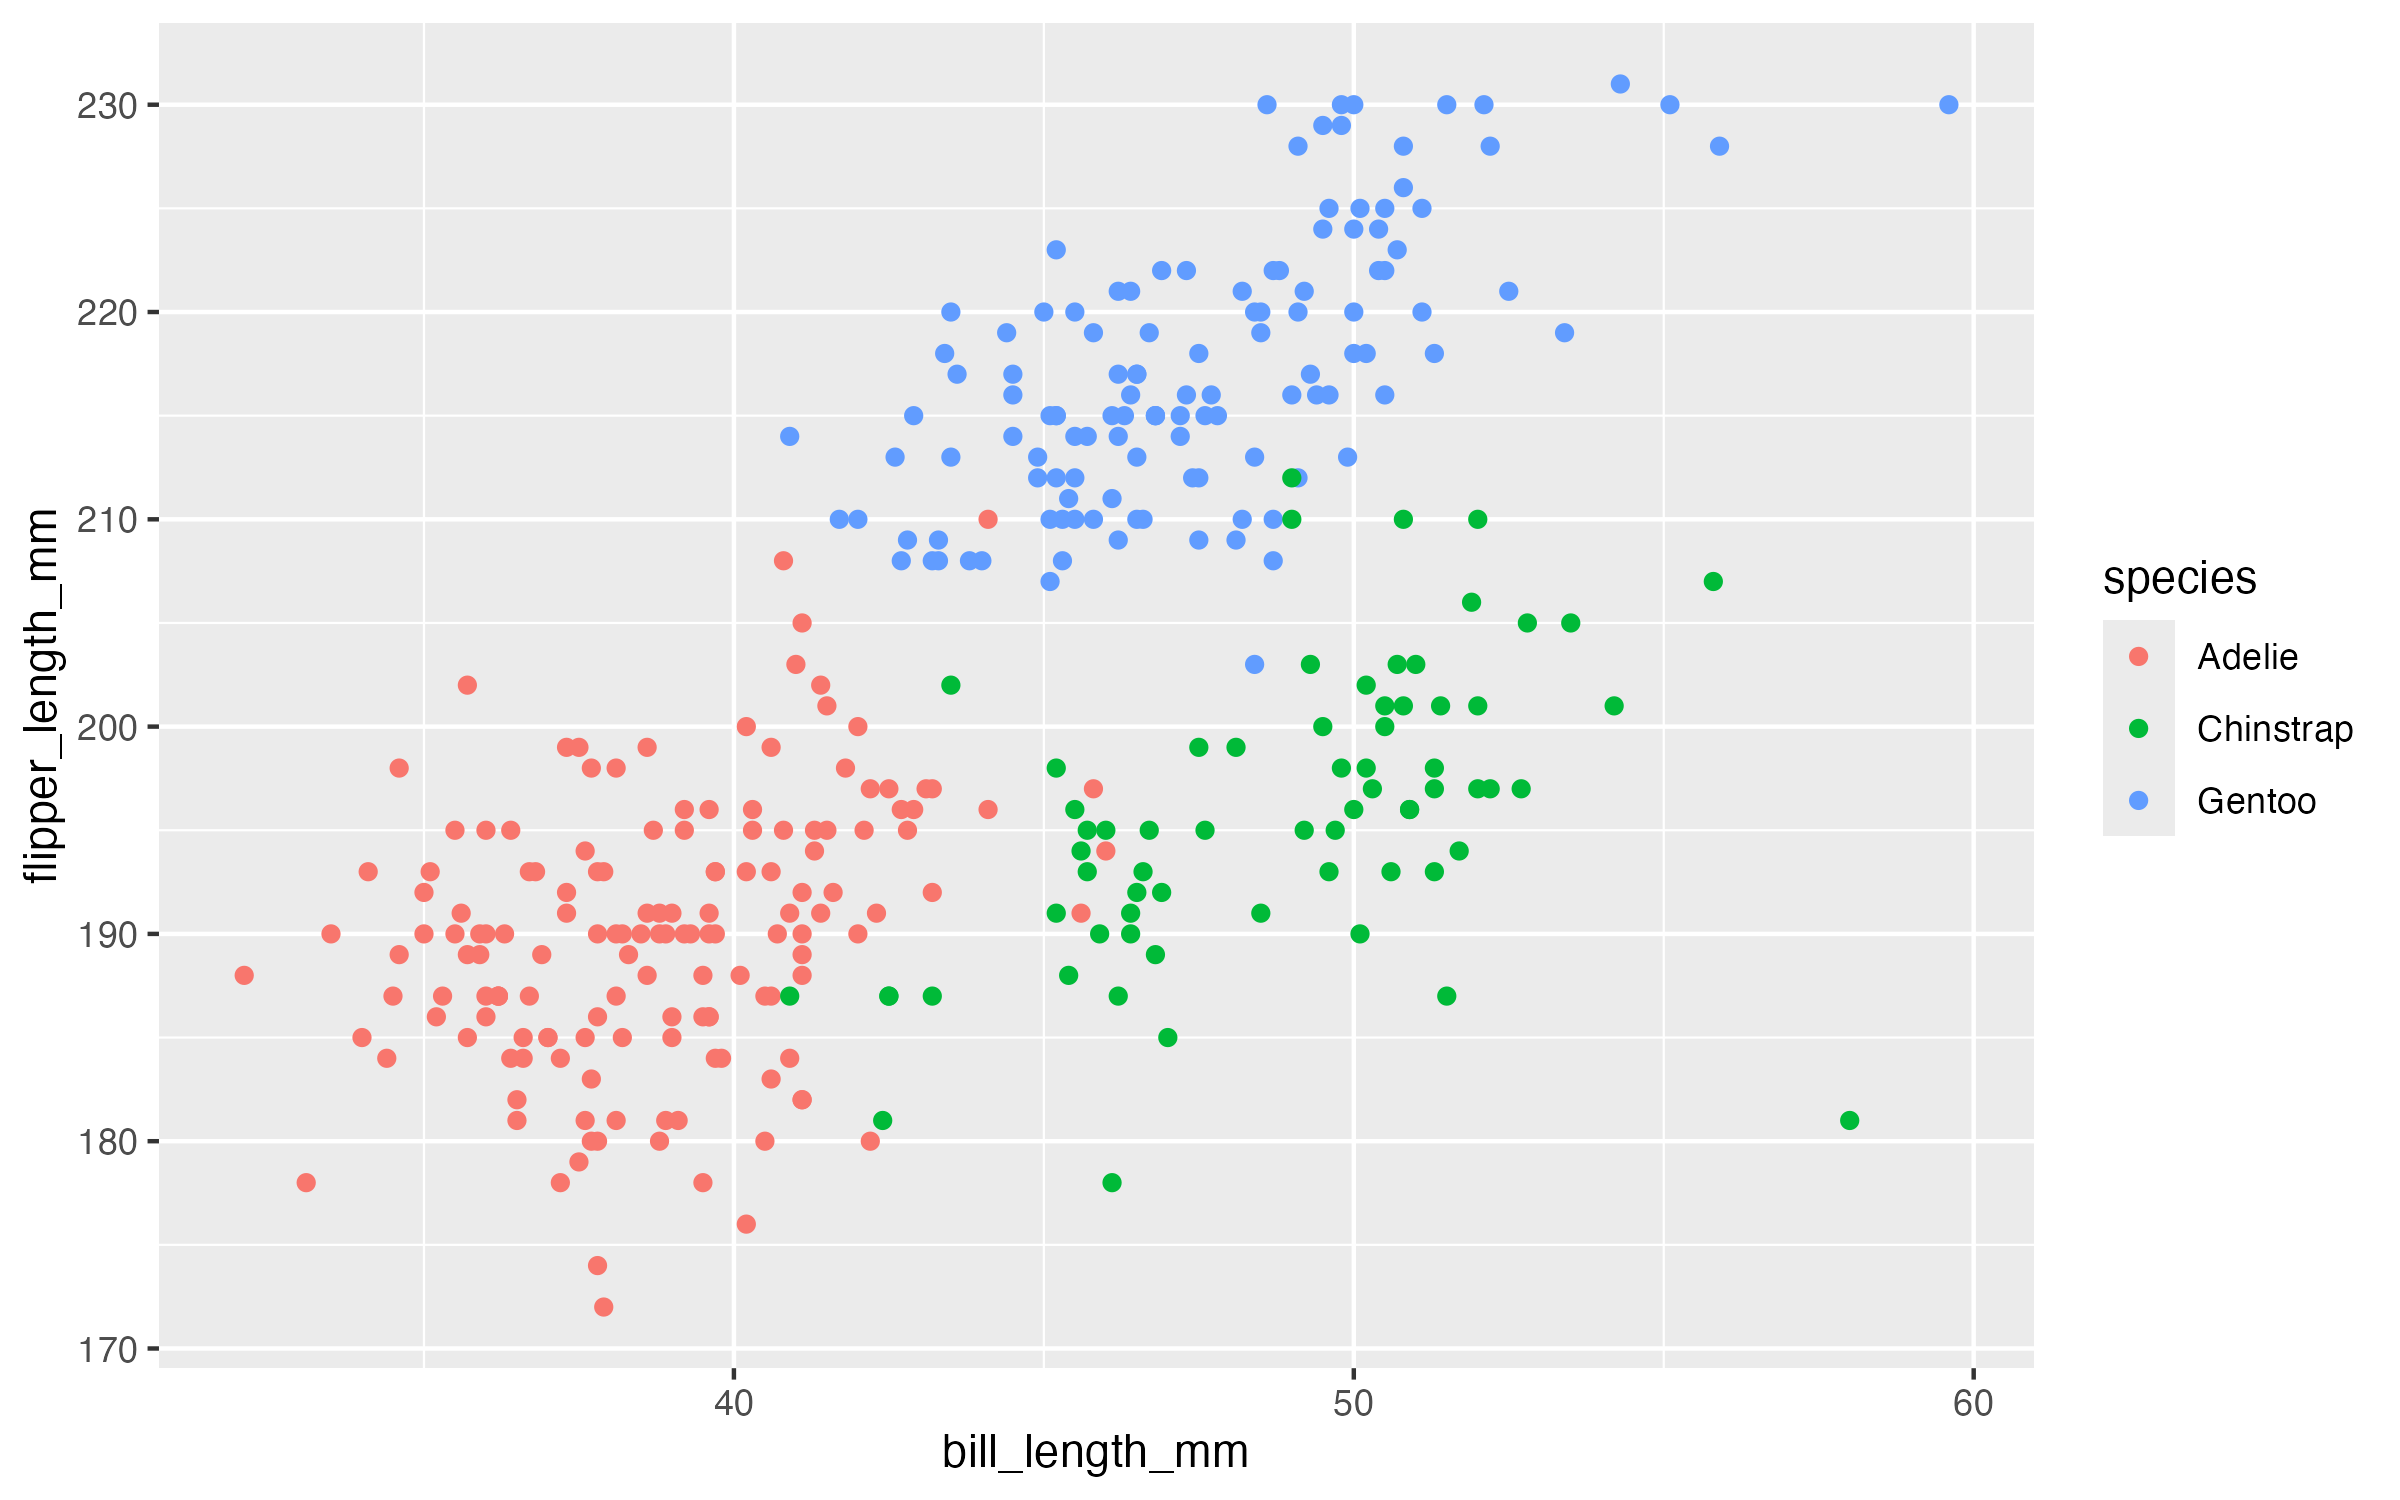 230
220
210
200
190
180
170
flipper_length_mm
40
50
60
bill_length_mm
species
Adelie
Chinstrap
Gentoo